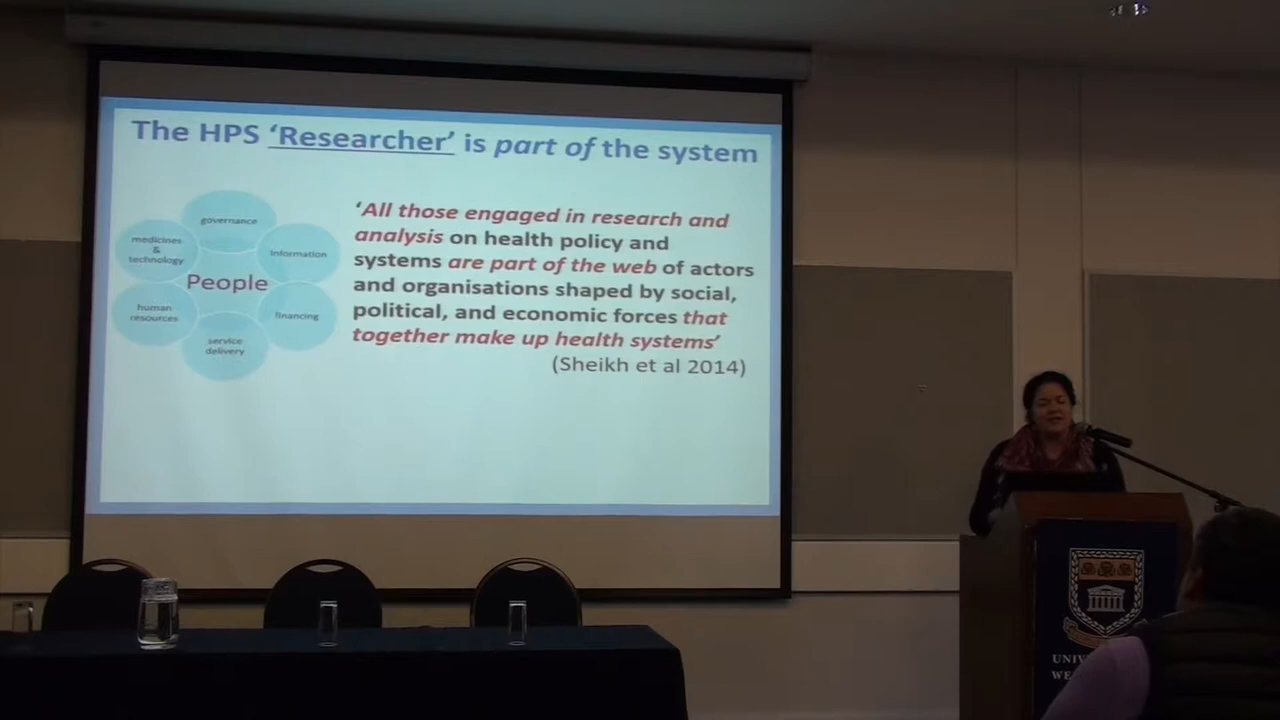 The HPS ‘Researcher’ is part of the system
governance
medicines
&
technology
Information
People
human
resources
financing
service
delivery
‘All those engaged in research and
analysis on health policy and
systems are part of the web of actors
and organisations shaped by social,
political, and economic forces that
together make up health systems’
(Sheikh et al 2014)
UNIV
WE